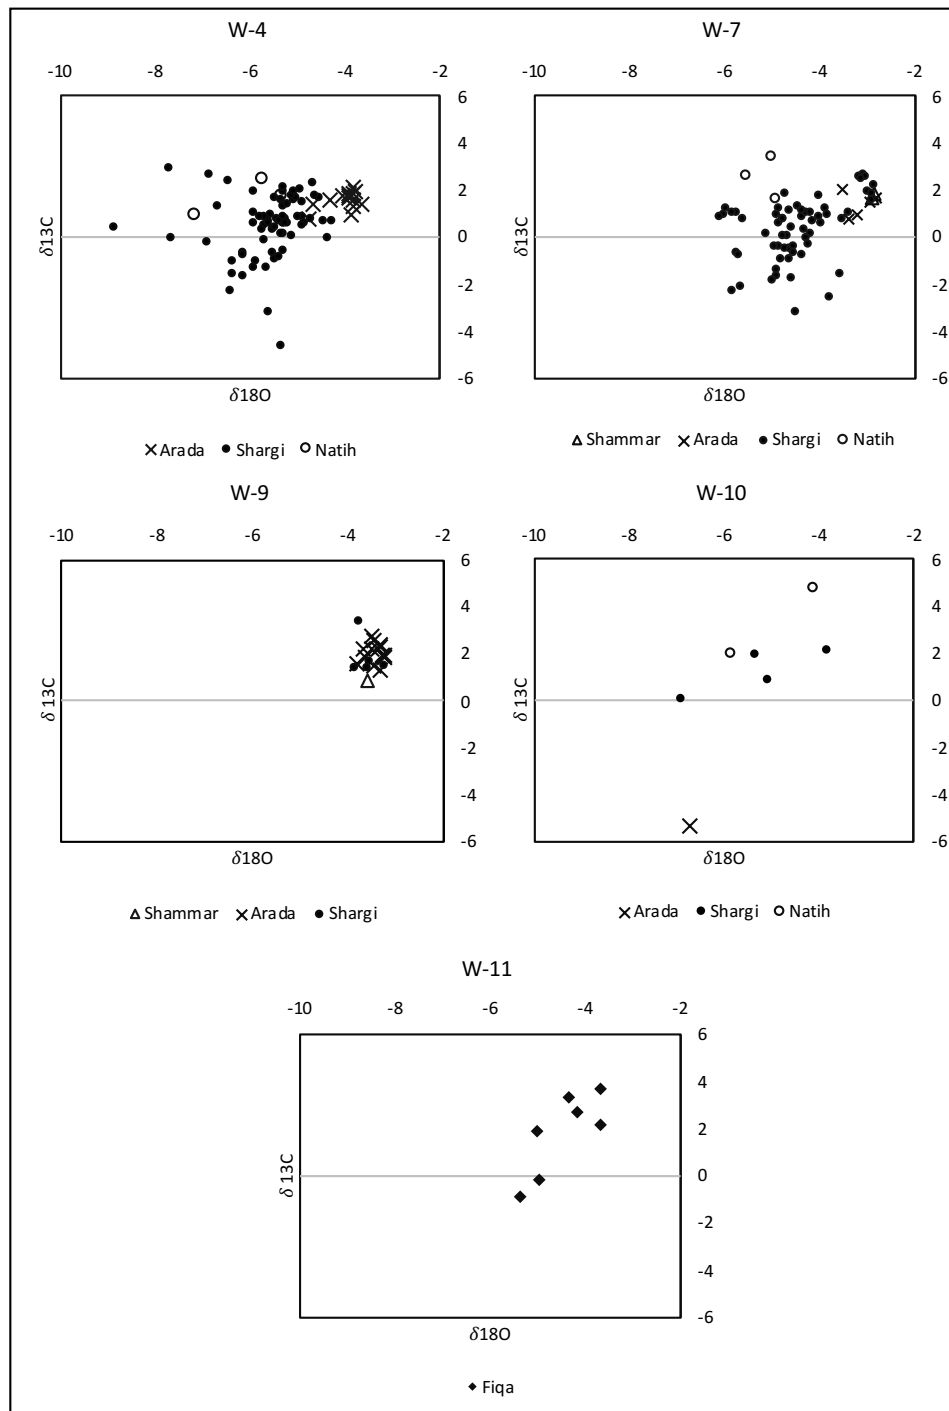 W-4
-10 -8 -6 -4 -2
6
4
2
0
-2
-4
-6
δ13C
δ18O
Arada Shargi Natih
W-7
-10 -8 -6 -4 -2
6
4
2
0
-2
-4
-6
δ13C
δ18O
Shammar Arada Shargi Natih
W-9
-10 -8 -6 -4 -2
6
4
2
0
-2
-4
-6
δ 13C
δ18O
Shammar Arada Shargi
W-10
-10 -8 -6 -4 -2
6
4
2
0
-2
-4
-6
δ 13C
δ18O
Arada Shargi Natih
W-11
-10 -8 -6 -4 -2
6
4
2
0
-2
-4
-6
δ 13C
δ18O
Fiqa